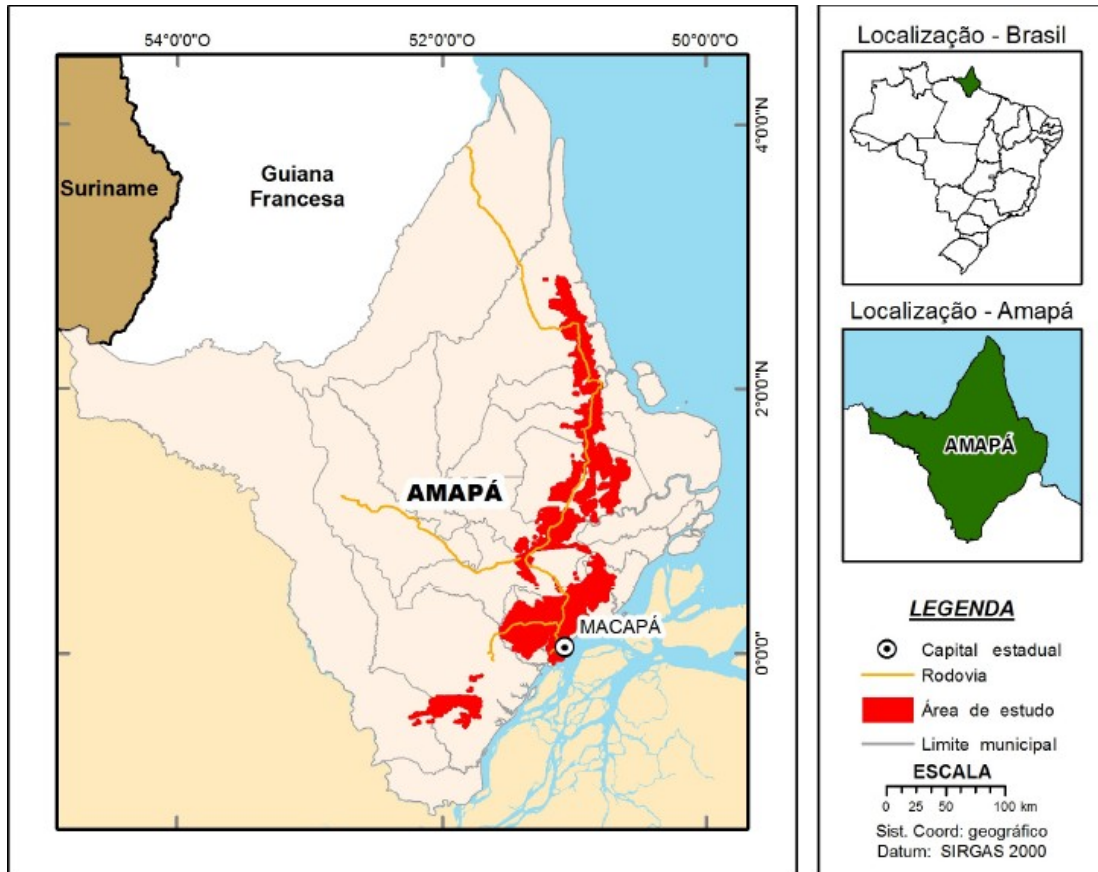 54°0'0"O
52°0'0"O
50°0'0"O
4°0'0"N
2°0'0"N
0°0'0"
Suriname
Guiana
Francesa
AMAPÁ
MACAPÁ
Localização - Brasil
Localização - Amapá
AMAPÁ
LEGENDA
Capital estadual
Rodovia
Área de estudo
Limite municipal
ESCALA
0 25 50 100 km
Sist. Coord: geográfico
Datum: SIRGAS 2000